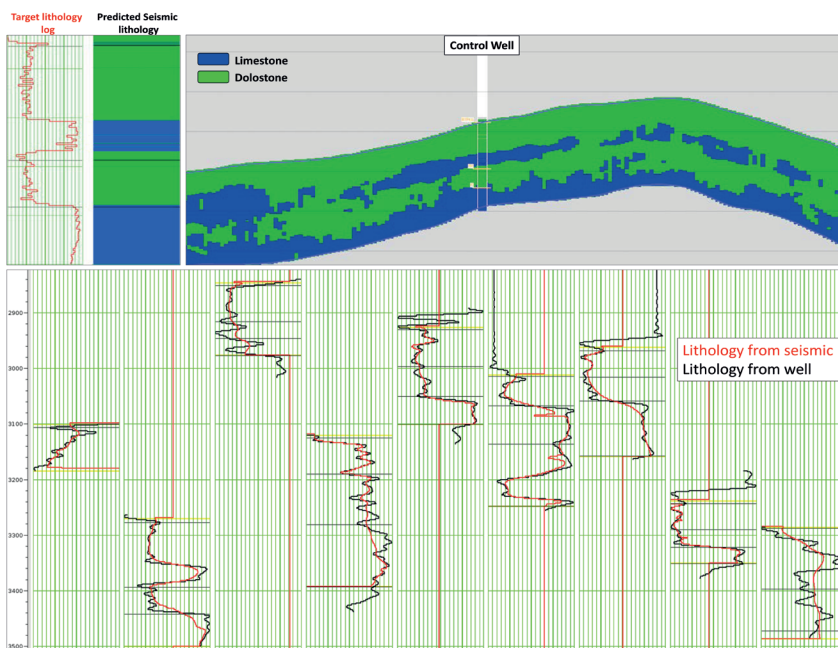 Target lithology
log
Predicted Seismic
lithology
Control Well
Limestone
Dolostone
2900
3000
3100
3200
3300
3400
3500
Lithology from seismic
Lithology from well